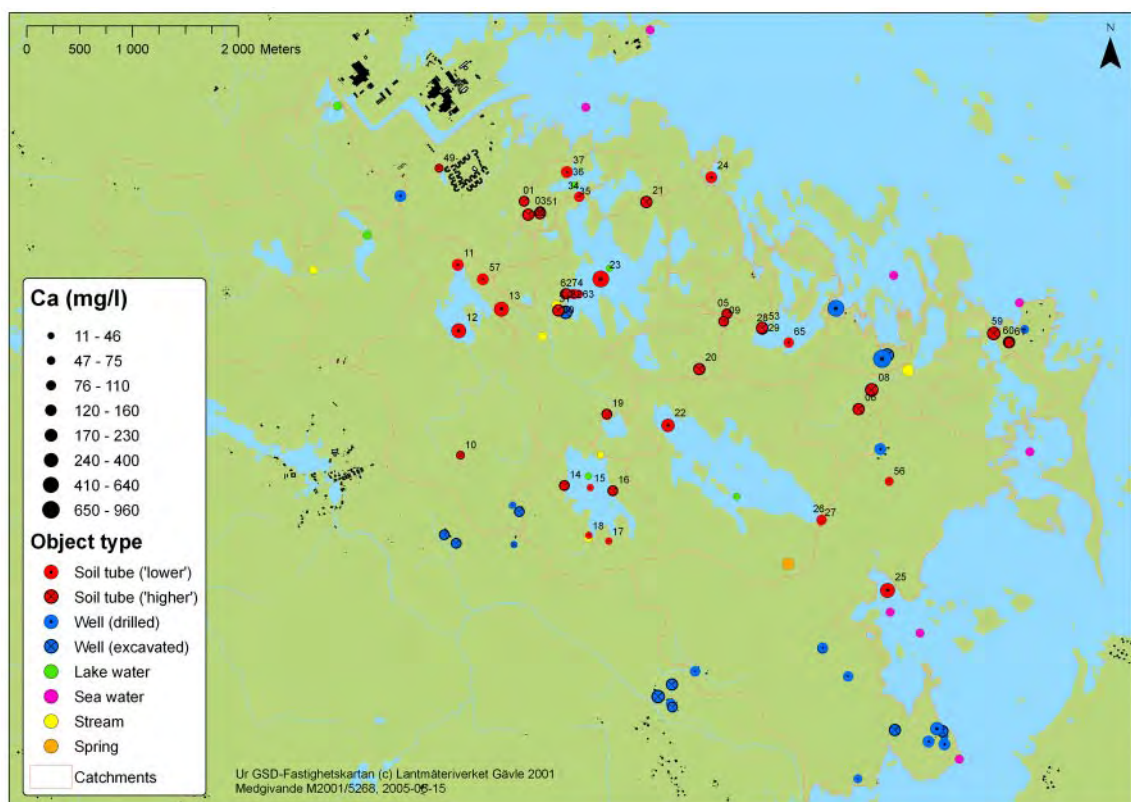 N
0 500 1 000 2 000 Meters
37
49
36
24
34
35
01
21
0351
11
57
6274
23
63
13
12
05
09
28 53
29
65
59
60
20
08
19
22
10
14
15
16
56
26
27
18
17
25
Ca (mg/l)
11 - 46
47 - 75
76 - 110
120 - 160
170 - 230
240 - 400
410 - 640
650 - 960
Object type
Soil tube ('lower')
Soil tube ('higher')
Well (drilled)
Well (excavated)
Lake water
Sea water
Stream
Spring
Catchments
Ur GSD-Fastighetskartan (c) Lantmäteriverket Gävle 2001
Medgivande M2001/5268,